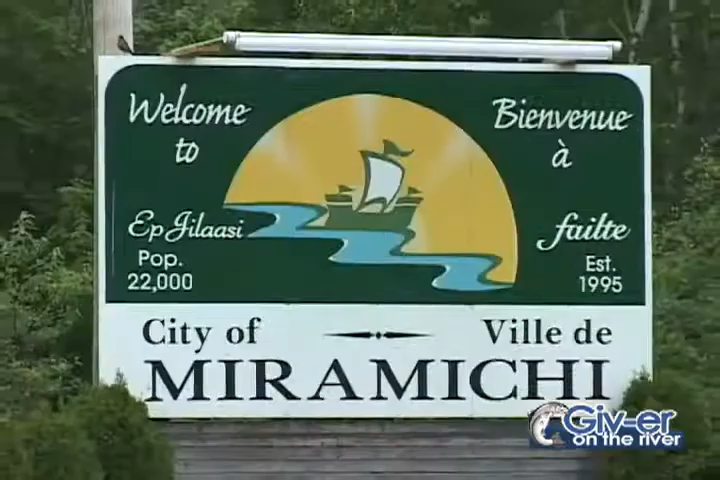 Welcome
to
Bienvenue
à
Ep Jilaasi
Pop.
22,000
failte
Est.
1995
City of
Ville de
MIRAMICHI
Giv-er
on the river